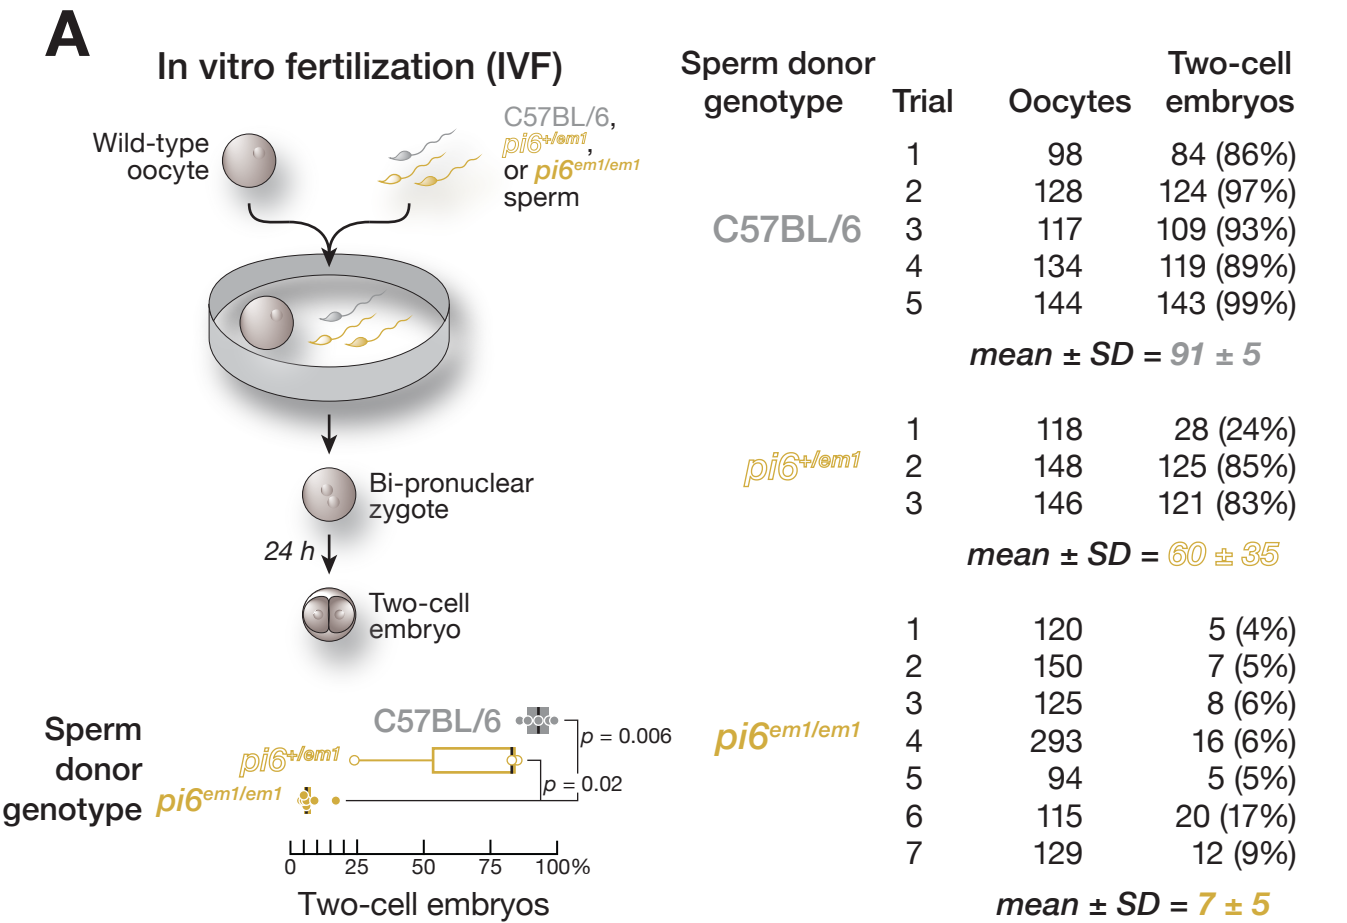 A
In vitro fertilization (IVF)
Wild-type
oocyte
C57BL/6,
pi6+/em1,
or pi6em1/em1
sperm
Bi-pronuclear
zygote
24 h
Two-cell
embryo
Sperm
donor
genotype
C57BL/6
pi6+/em1
pi6em1/em1
p = 0.006
p = 0.02
0 25 50 75 100%
Two-cell embryos
Sperm donor
genotype
Trial
Oocytes
Two-cell
embryos
C57BL/6
1 98 84 (86%)
2 128 124 (97%)
3 117 109 (93%)
4 134 119 (89%)
5 144 143 (99%)
mean ± SD = 91 ± 5
pi6+/em1
1 118 28 (24%)
2 148 125 (85%)
3 146 121 (83%)
mean ± SD = 60 ± 35
pi6em1/em1
1 120 5 (4%)
2 150 7 (5%)
3 125 8 (6%)
4 293 16 (6%)
5 94 5 (5%)
6 115 20 (17%)
7 129 12 (9%)
mean ± SD = 7 ± 5